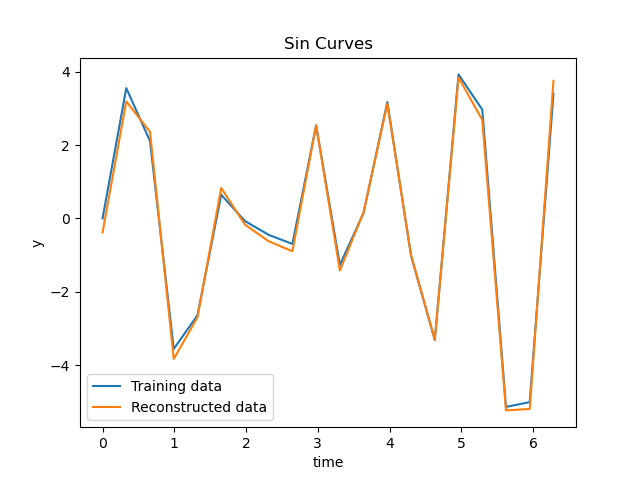 Sin Curves
y
4
2
0
−2
−4
Training data
Reconstructed data
0 1 2 3 4 5 6
time